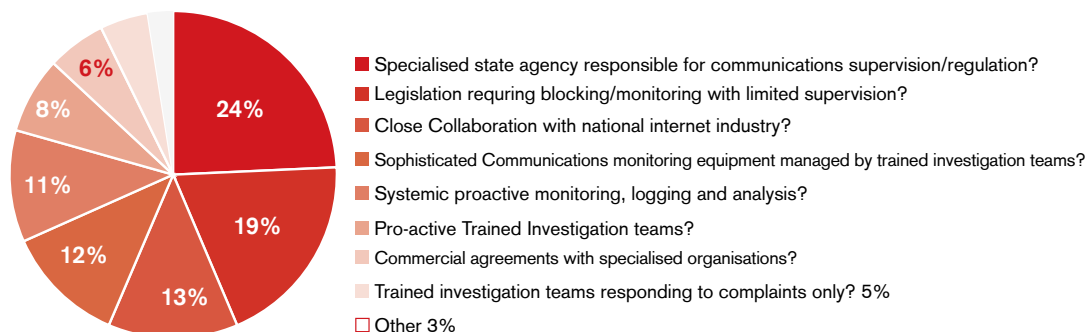 6%
8%
24%
11%
19%
12%
13%
Specialised state agency responsible for communications supervision/regulation?
Legislation requring blocking/monitoring with limited supervision?
Close Collaboration with national internet industry?
Sophisticated Communications monitoring equipment managed by trained investigation teams?
Systemic proactive monitoring, logging and analysis?
Pro-active Trained Investigation teams?
Commercial agreements with specialised organisations?
Trained investigation teams responding to complaints only? 5%
Other 3%